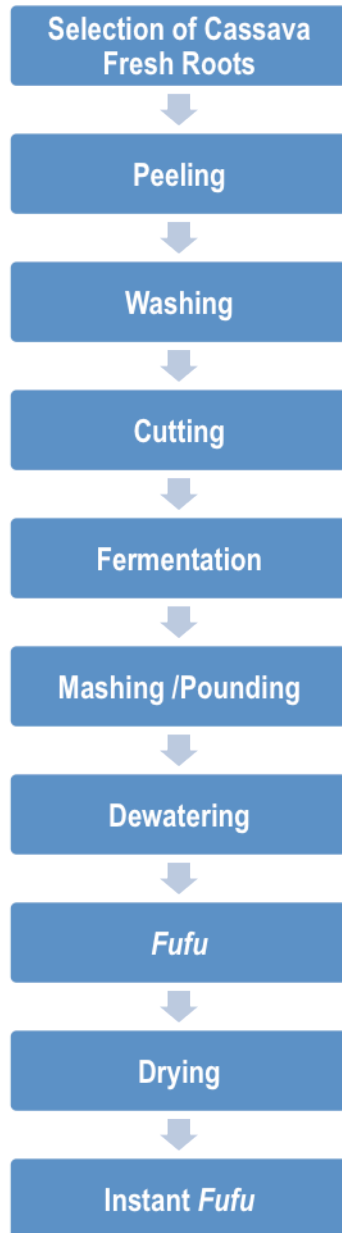 Selection of Cassava
Fresh Roots
Peeling
Washing
Cutting
Fermentation
Mashing /Pounding
Dewatering
Fufu
Drying
Instant Fufu